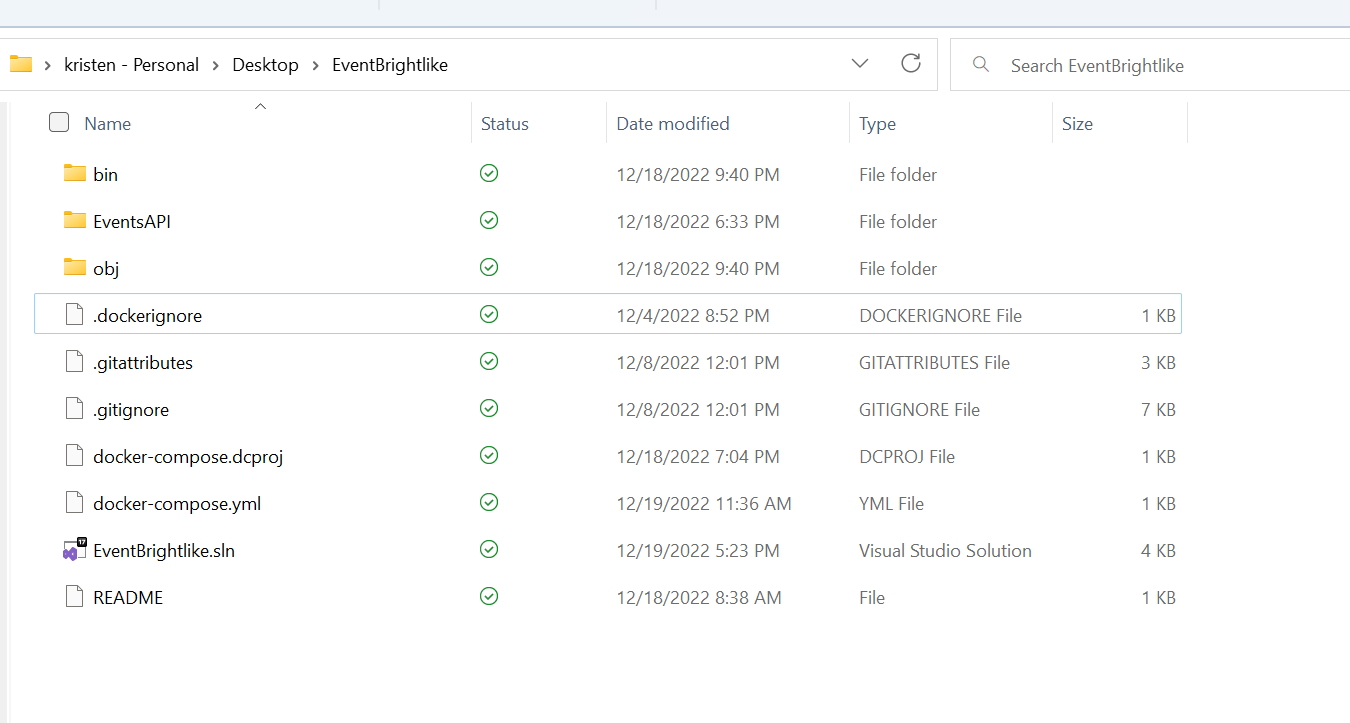 kristen - Personal > Desktop > EventBrightlike Search EventBrightlike
Name Status Date modified Type Size
bin 12/18/2022 9:40 PM File folder
EventsAPI 12/18/2022 6:33 PM File folder
obj 12/18/2022 9:40 PM File folder
.dockerignore 12/4/2022 8:52 PM DOCKERIGNORE File 1 KB
.gitattributes 12/8/2022 12:01 PM GITATTRIBUTES File 3 KB
.gitignore 12/8/2022 12:01 PM GITIGNORE File 7 KB
docker-compose.dcproj 12/18/2022 7:04 PM DCPROJ File 1 KB
docker-compose.yml 12/19/2022 11:36 AM YML File 1 KB
17 EventBrightlike.sln 12/19/2022 5:23 PM Visual Studio Solution 4 KB
README 12/18/2022 8:38 AM File 1 KB